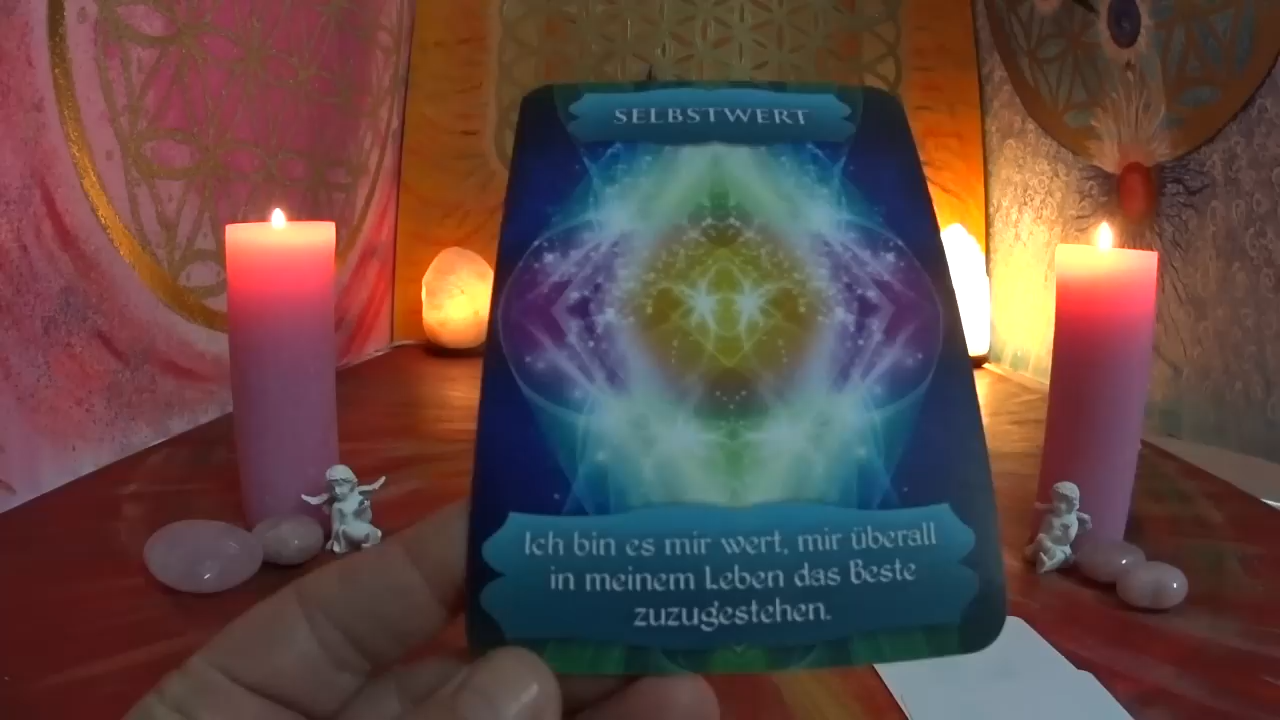 SELBSTWERT
Ich bin es mir wert, mir überall
in meinem Leben das Beste
zuzugestehen.